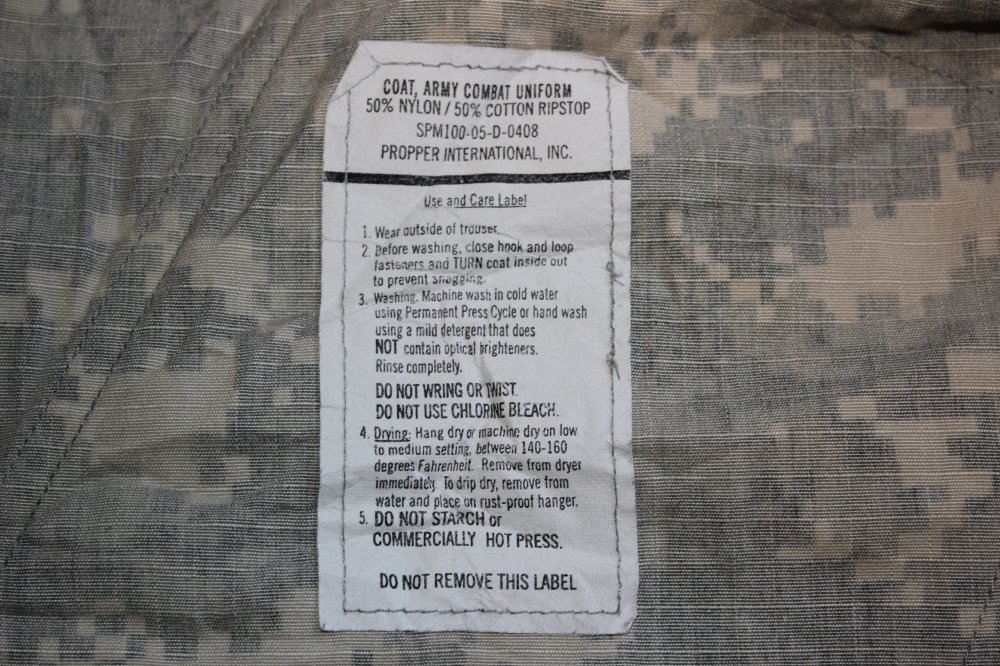 COAT, ARMY COMBAT UNIFORM
50% NYLON / 50% COTTON RIPSTOP
SPM100-05-D-0408
PROPPER INTERNATIONAL, INC.
Use and Care Label
1. Wear outside of trouser.
2. Before washing, close hook and loop
fasteners and TURN coat inside out
to prevent snagging.
3. Washing. Machine wash in cold water
using Permanent Press Cycle or hand wash
using a mild detergent that does
NOT contain optical brighteners.
Rinse completely.
DO NOT WRING OR TWIST.
DO NOT USE CHLORINE BLEACH.
4. Drying: Hang dry or machine dry on low
to medium setting, between 140-160
degrees Fahrenheit. Remove from dryer
immediately. To drip dry, remove from
water and place on rust-proof hanger.
5. DO NOT STARCH or
COMMERCIALLY HOT PRESS.
DO NOT REMOVE THIS LABEL